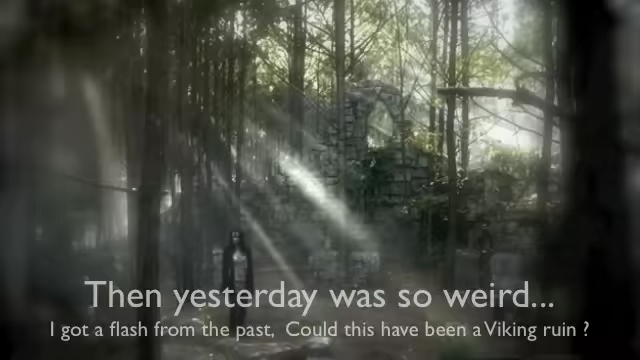 Then yesterday was so weird...
I got a flash from the past, Could this have been a Viking ruin ?